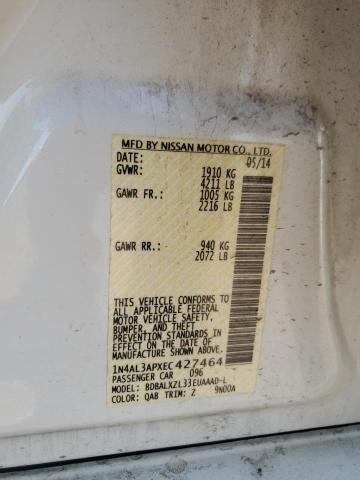 MFD BY NISSAN MOTOR CO., LTD.
DATE: 05/14
GVWR: 1910 KG
4211 LB
GAWR FR.: 1005 KG
2216 LB
GAWR RR.: 940 KG
2072 LB
THIS VEHICLE CONFORMS TO
ALL APPLICABLE FEDERAL
MOTOR VEHICLE SAFETY,
BUMPER, AND THEFT
PREVENTION STANDARDS IN
EFFECT ON THE DATE OF
MANUFACTURE SHOWN ABOVE.
1N4AL3APXEC427464
PASSENGER CAR 096
MODEL: BDBALXZL33EUAAAD-L
COLOR: QAB TRIM: Z 9N00A